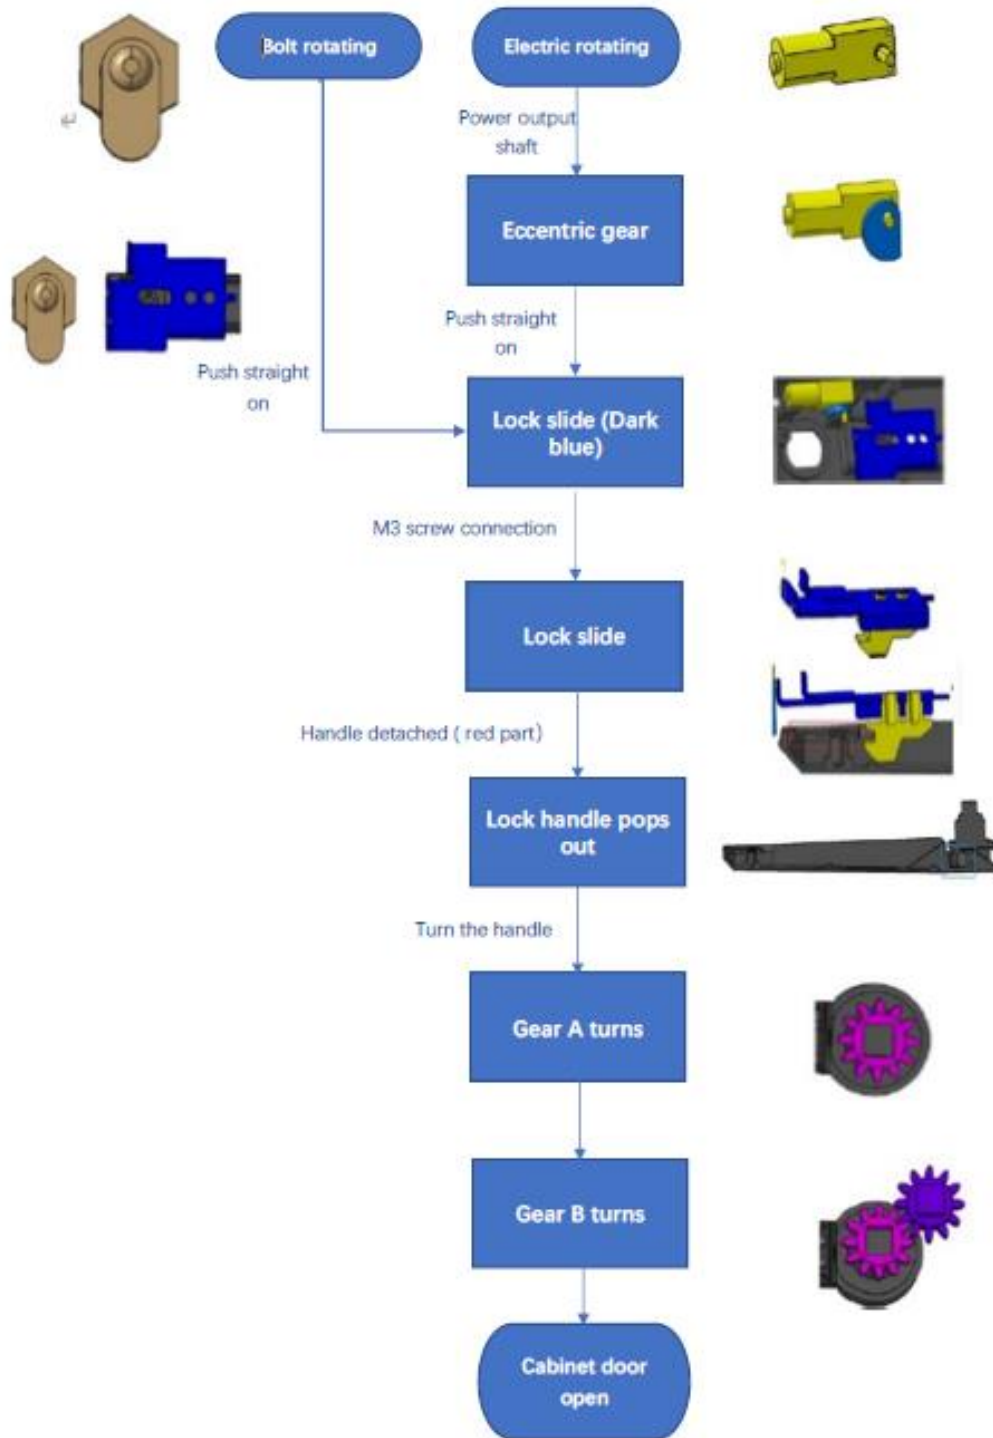 Bolt rotating
Electric rotating
Power output
shaft
Eccentric gear
Push straight
on
Push straight
on
Lock slide (Dark
blue)
M3 screw connection
Lock slide
Handle detached ( red part)
Lock handle pops
out
Turn the handle
Gear A turns
Gear B turns
Cabinet door
open